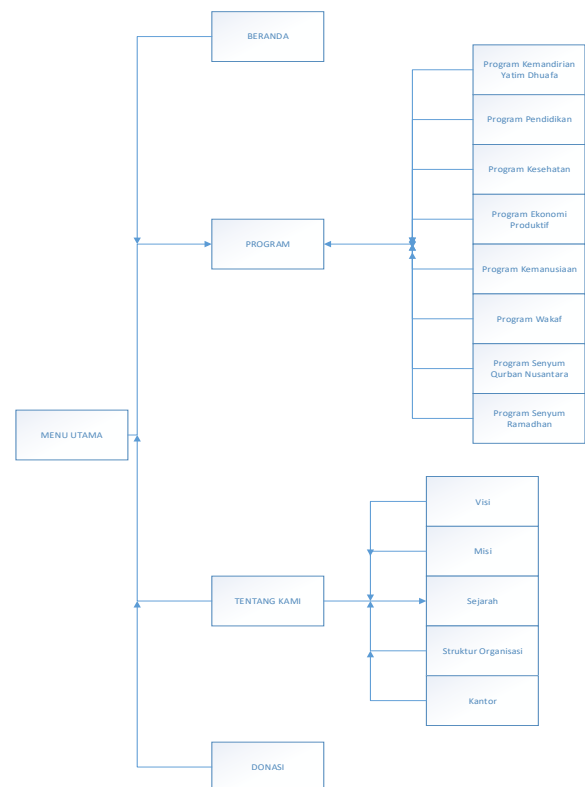 BERANDA
Program Kemandirian
Yatim Dhuafa
Program Pendidikan
Program Kesehatan
Program Ekonomi
Produktif
PROGRAM
Program Kemanusiaan
Program Wakaf
Program Senyum
Qurban Nusantara
Program Senyum
Ramadhan
MENU UTAMA
Visi
Misi
TENTANG KAMI
Sejarah
Struktur Organisasi
Kantor
DONASI